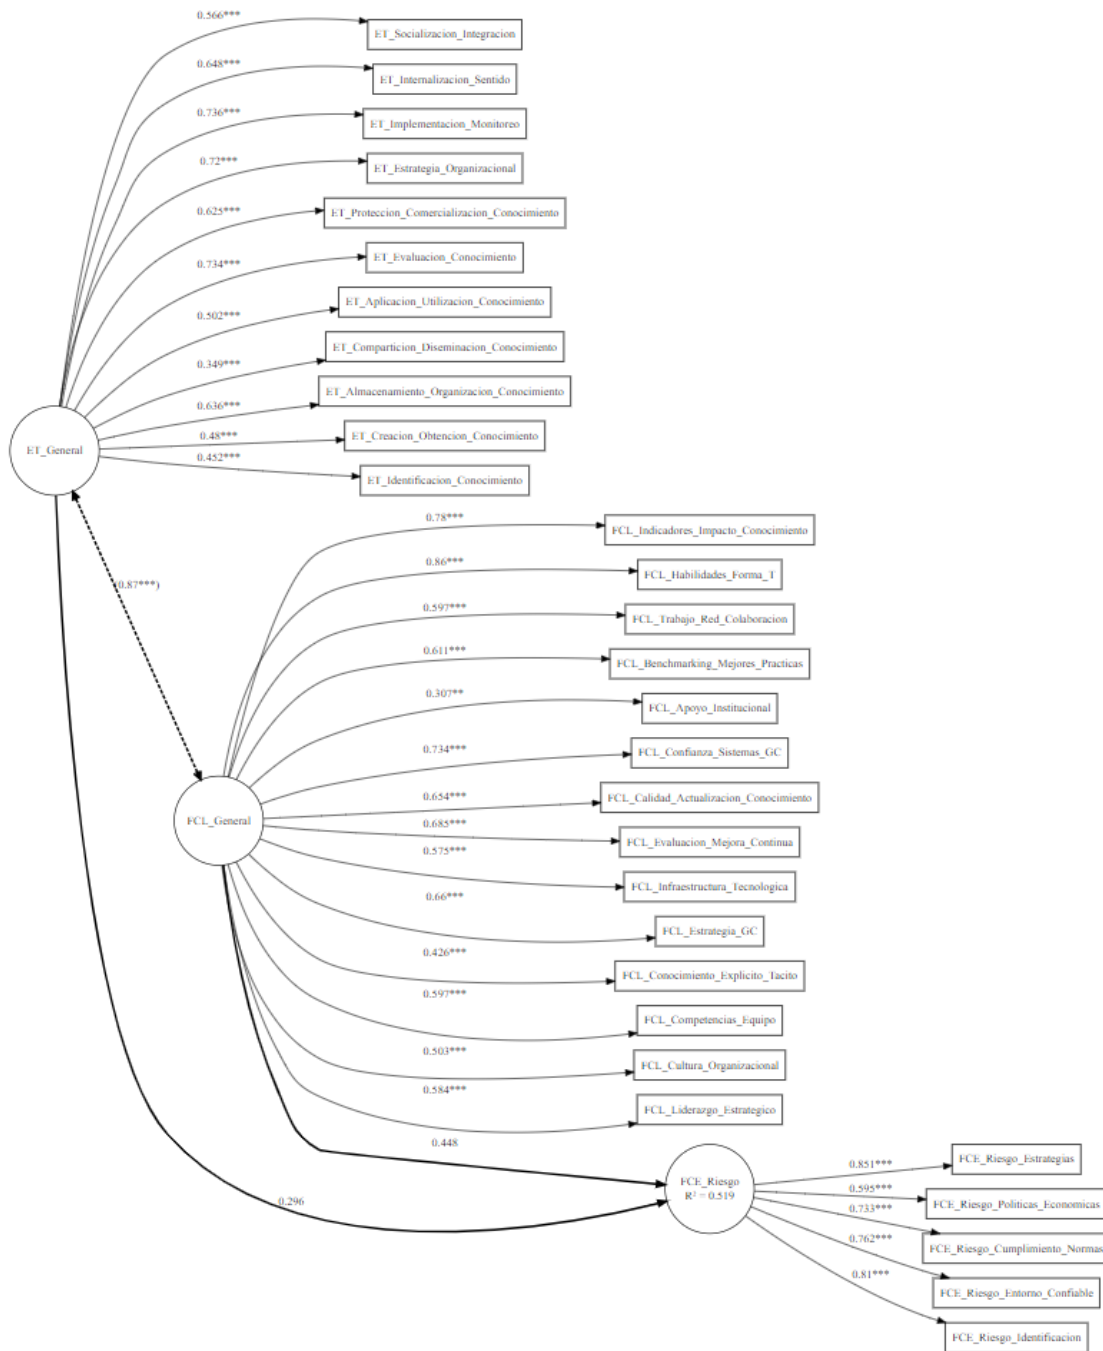 0.566***
ET_Socializacion_Integracion
0.648***
ET_Internalizacion_Sentido
0.736***
ET_Implementacion_Monitoreo
0.72***
ET_Estrategia_Organizacional
0.625***
ET_Proteccion_Comercializacion_Conocimiento
0.734***
ET_Evaluacion_Conocimiento
0.502***
ET_Aplicacion_Utilizacion_Conocimiento
0.349***
ET_Comparticion_Diseminacion_Conocimiento
0.636***
ET_Almacenamiento_Organizacion_Conocimiento
0.48***
ET_Creacion_Obtencion_Conocimiento
0.452***
ET_Identificacion_Conocimiento
ET_General
(0.87***)
0.78***
FCL_Indicadores_Impacto_Conocimiento
0.86***
FCL_Habilidades_Forma_T
0.597***
FCL_Trabajo_Red_Colaboracion
0.611***
FCL_Benchmarking_Mejores_Practicas
0.307**
FCL_Apoyo_Institucional
0.734***
FCL_Confianza_Sistemas_GC
0.654***
FCL_Calidad_Actualizacion_Conocimiento
0.685***
FCL_Evaluacion_Mejora_Continua
0.575***
FCL_Infraestructura_Tecnologica
0.66***
FCL_Estrategia_GC
0.426***
FCL_Conocimiento_Explicito_Tacito
0.597***
FCL_Competencias_Equipo
0.503***
FCL_Cultura_Organizacional
0.584***
FCL_Liderazgo_Estrategico
FCL_General
0.448
0.296
FCE_Riesgo
R² = 0.519
0.851***
FCE_Riesgo_Estrategias
0.595***
FCE_Riesgo_Politicas_Economicas
0.733***
FCE_Riesgo_Cumplimiento_Normas
0.762***
FCE_Riesgo_Entorno_Confiable
0.81***
FCE_Riesgo_Identificacion